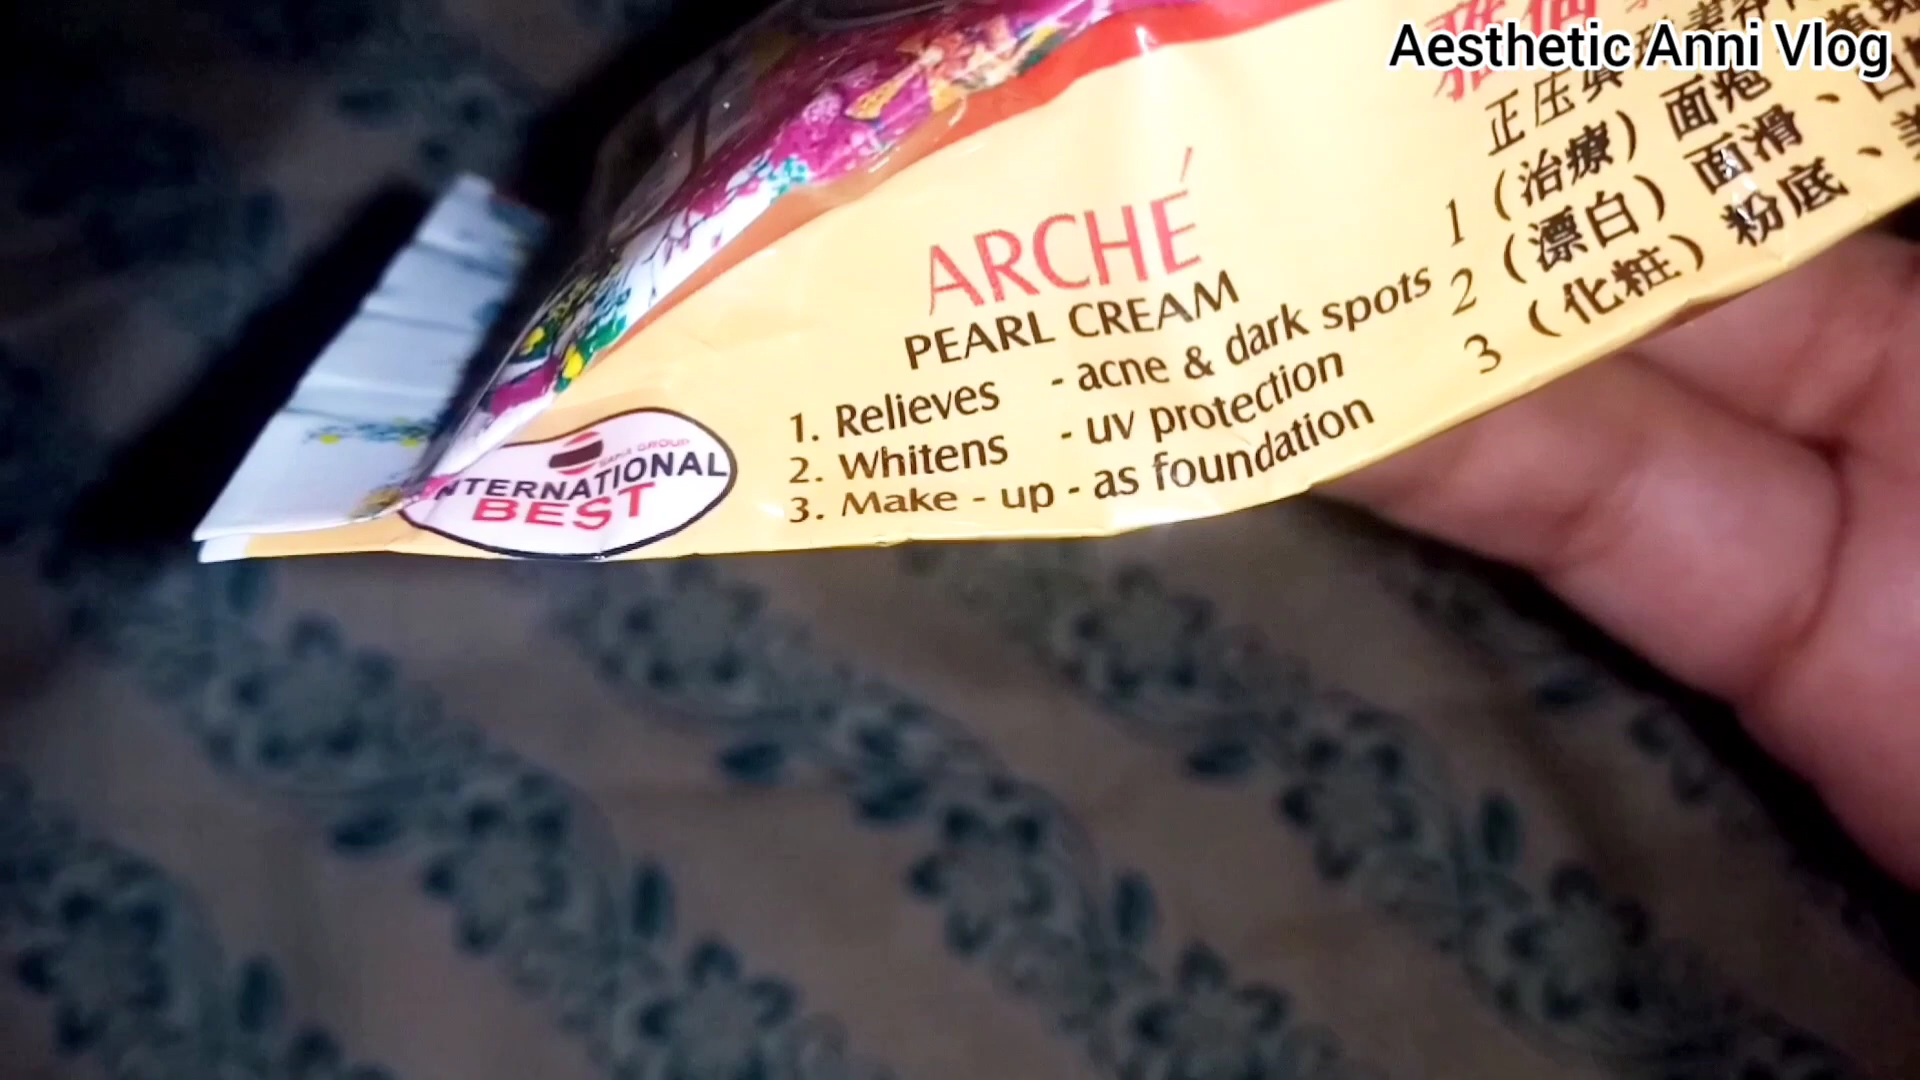 Aesthetic Anni Vlog
ARCHÉ
PEARL CREAM
1. Relieves - acne & dark spots
2. Whitens - uv protection
3. Make - up - as foundation
GROUP
INTERNATIONAL
BEST
正压
1 (治療) 面疱
2 (漂白) 面滑、
3 (化粧) 粉底、